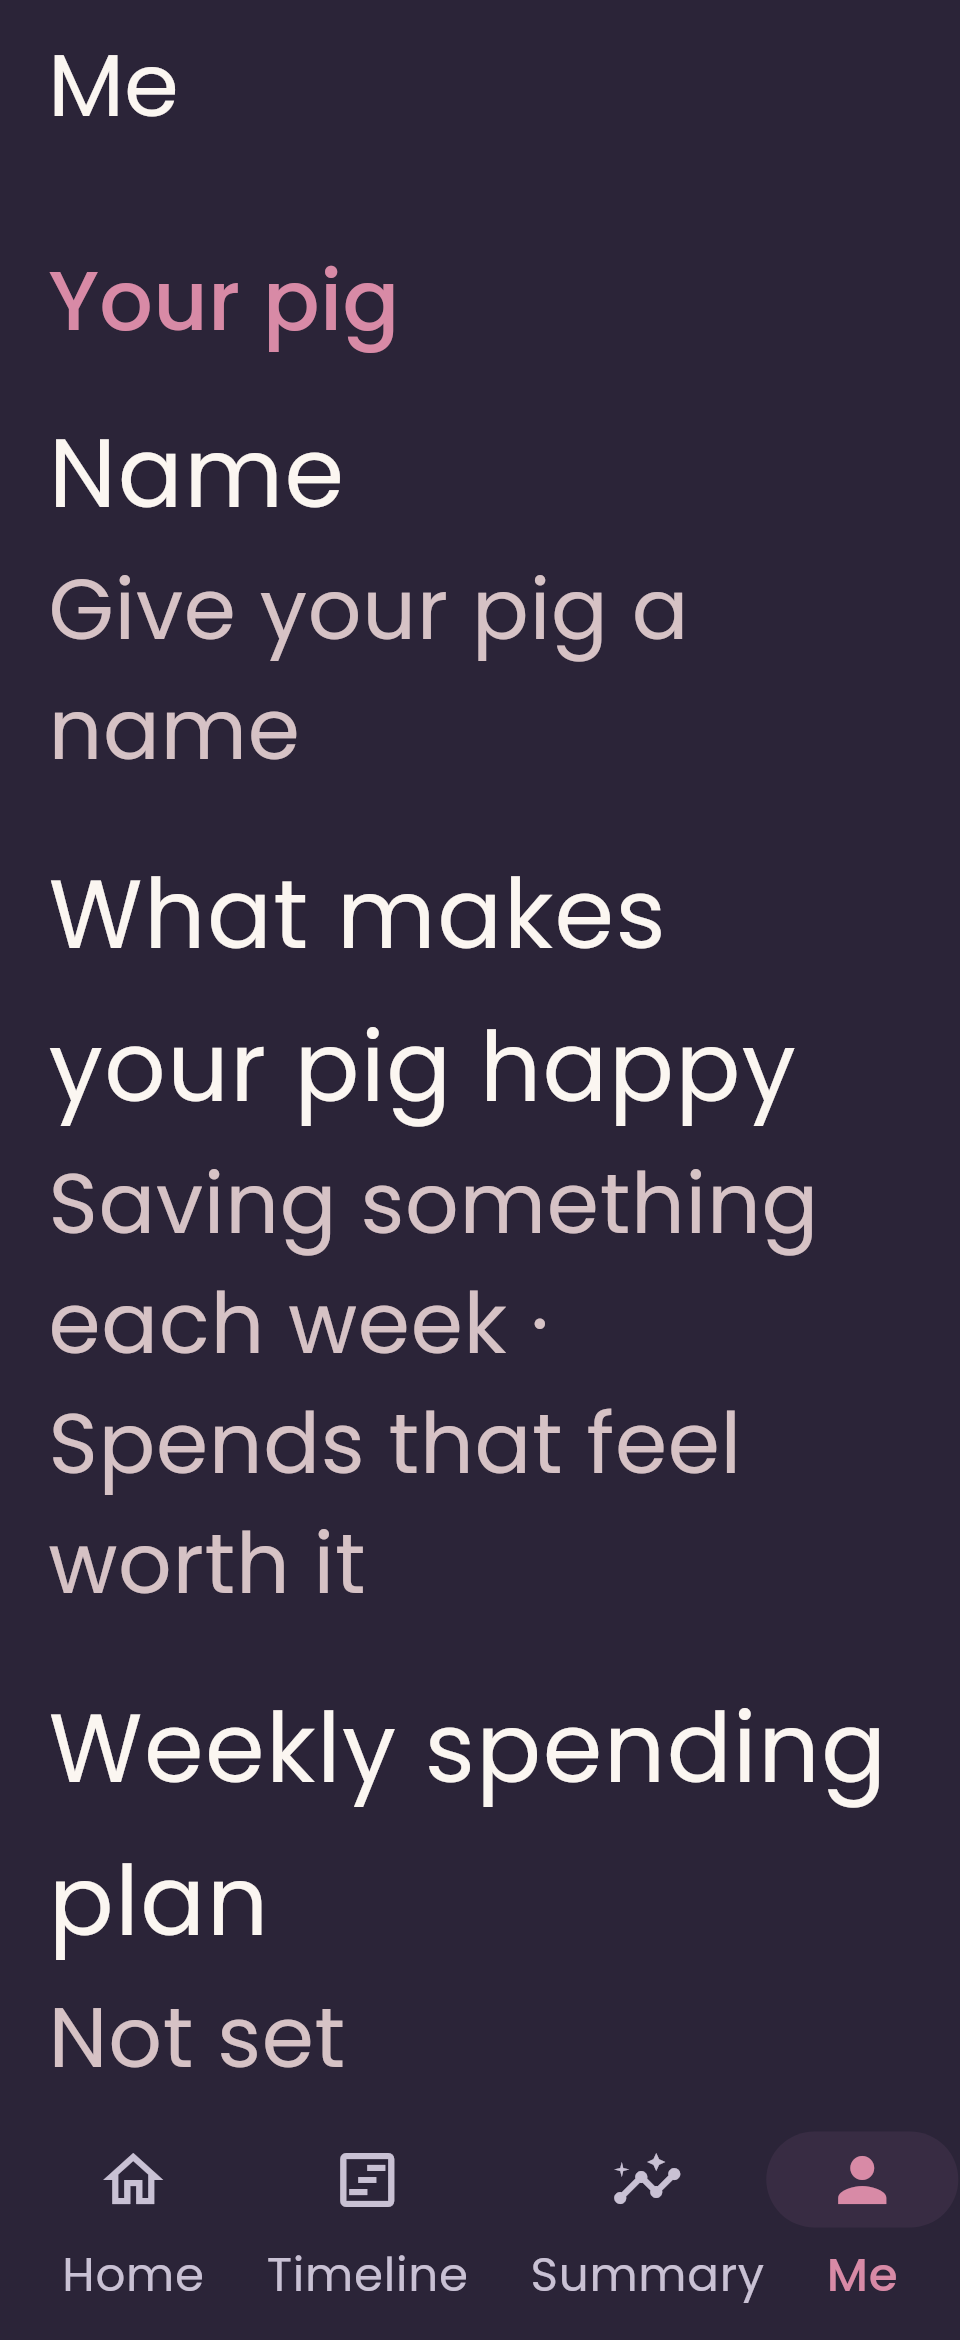 Me
Your pig
Name
Give your pig a
name
What makes
your pig happy
Saving something
each week ·
Spends that feel
worth it
Weekly spending
plan
Not set
Home
Timeline
Summary
Me